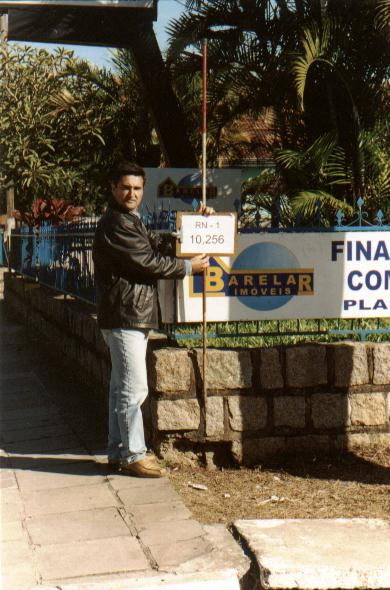 RN - 1
10,256
BARELAR
IMÓVEIS
FINA
CON
PLA